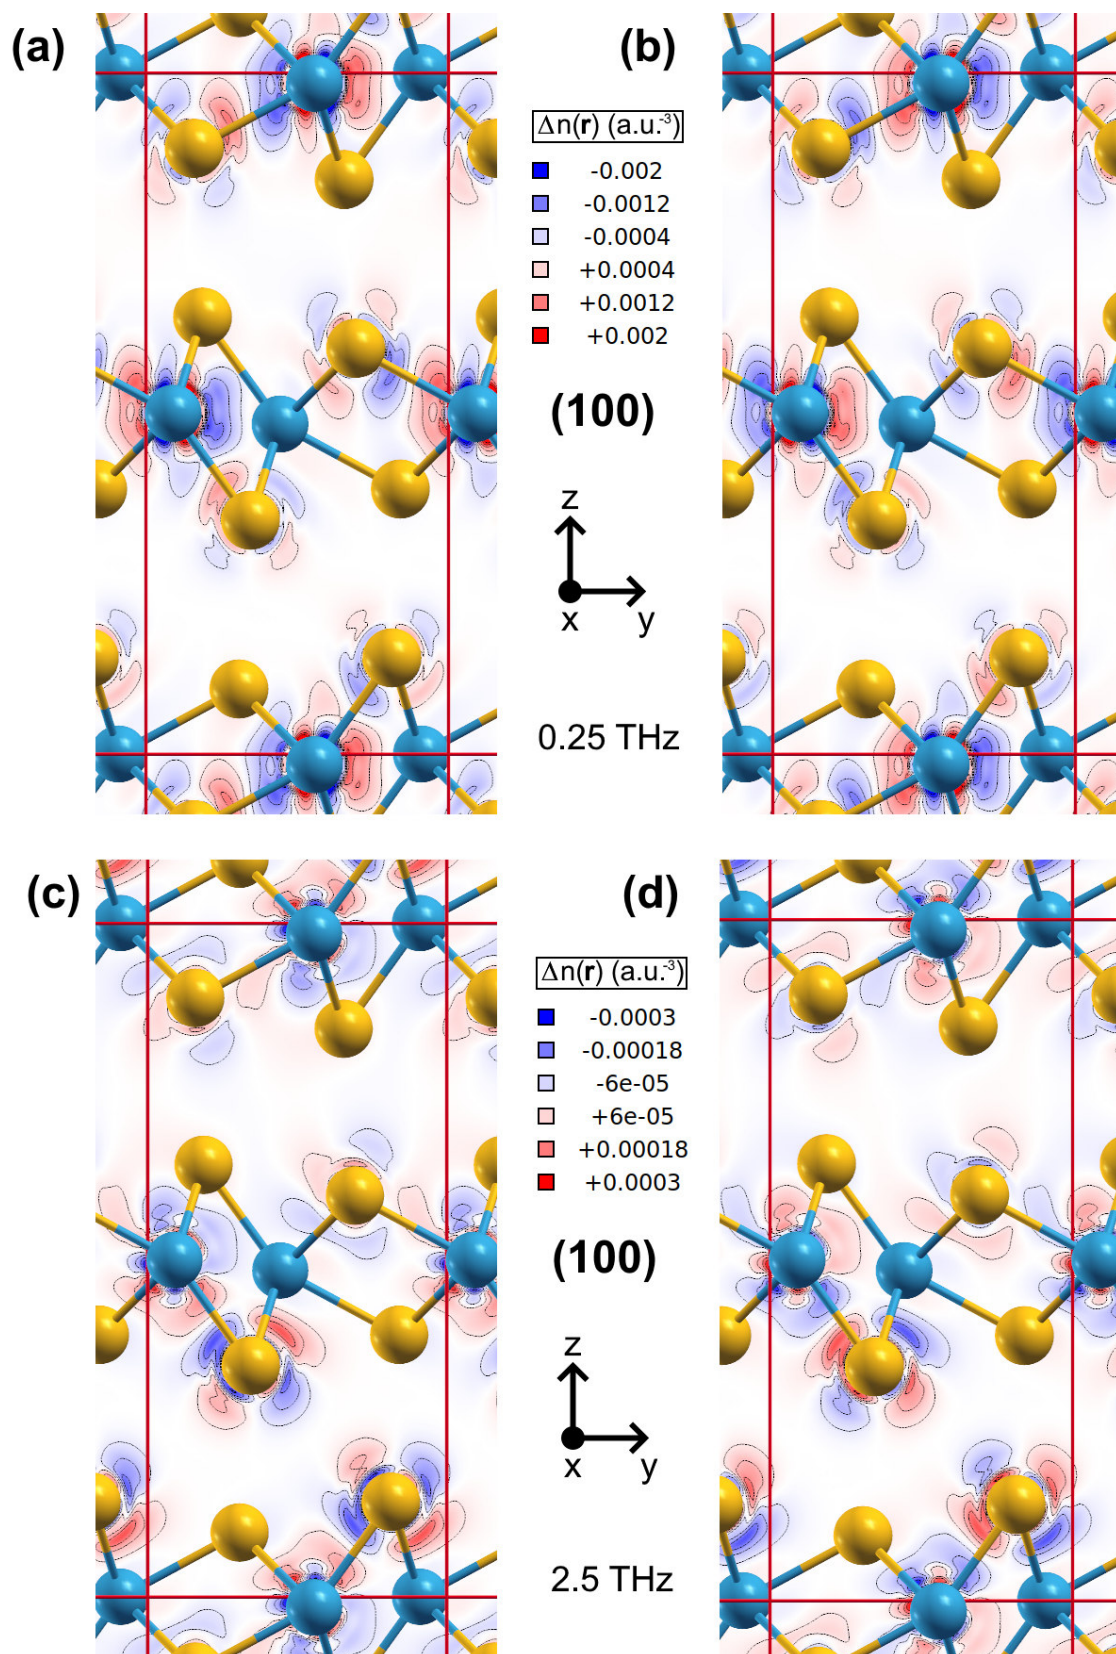 (a)
(b)
Δn(r) (a.u.⁻³)
-0.002
-0.0012
-0.0004
+0.0004
+0.0012
+0.002
(100)
z
x y
0.25 THz
(c)
(d)
Δn(r) (a.u.⁻³)
-0.0003
-0.00018
-6e-05
+6e-05
+0.00018
+0.0003
(100)
z
x y
2.5 THz